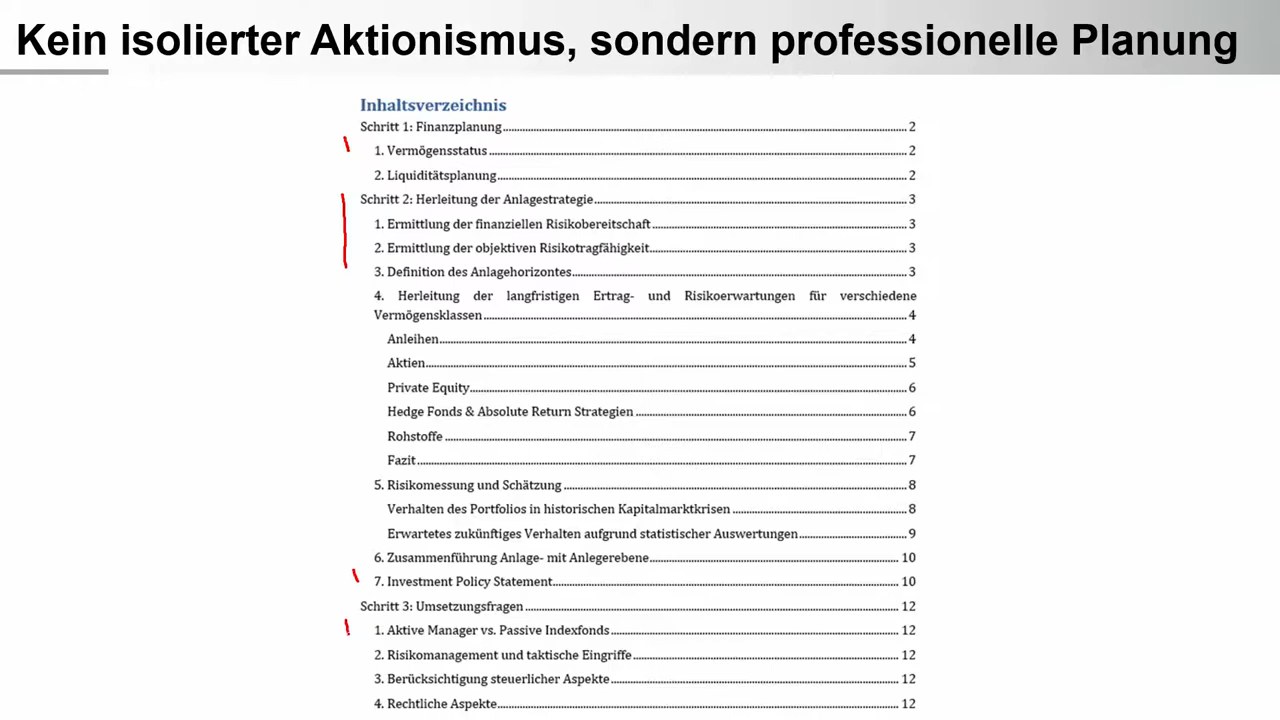 Kein isolierter Aktionismus, sondern professionelle Planung
Inhaltsverzeichnis
Schritt 1: Finanzplanung 2
1. Vermögensstatus 2
2. Liquiditätsplanung 2
Schritt 2: Herleitung der Anlagestrategie 3
1. Ermittlung der finanziellen Risikobereitschaft 3
2. Ermittlung der objektiven Risikotragfähigkeit 3
3. Definition des Anlagehorizontes 3
4. Herleitung der langfristigen Ertrag- und Risikoerwartungen für verschiedene
Vermögensklassen 4
Anleihen 4
Aktien 5
Private Equity 6
Hedge Fonds & Absolute Return Strategien 6
Rohstoffe 7
Fazit 7
5. Risikomessung und Schätzung 8
Verhalten des Portfolios in historischen Kapitalmarktkrisen 8
Erwartetes zukünftiges Verhalten aufgrund statistischer Auswertungen 9
6. Zusammenführung Anlage- mit Anlegerebene 10
7. Investment Policy Statement 10
Schritt 3: Umsetzungsfragen 12
1. Aktive Manager vs. Passive Indexfonds 12
2. Risikomanagement und taktische Eingriffe 12
3. Berücksichtigung steuerlicher Aspekte 12
4. Rechtliche Aspekte 12